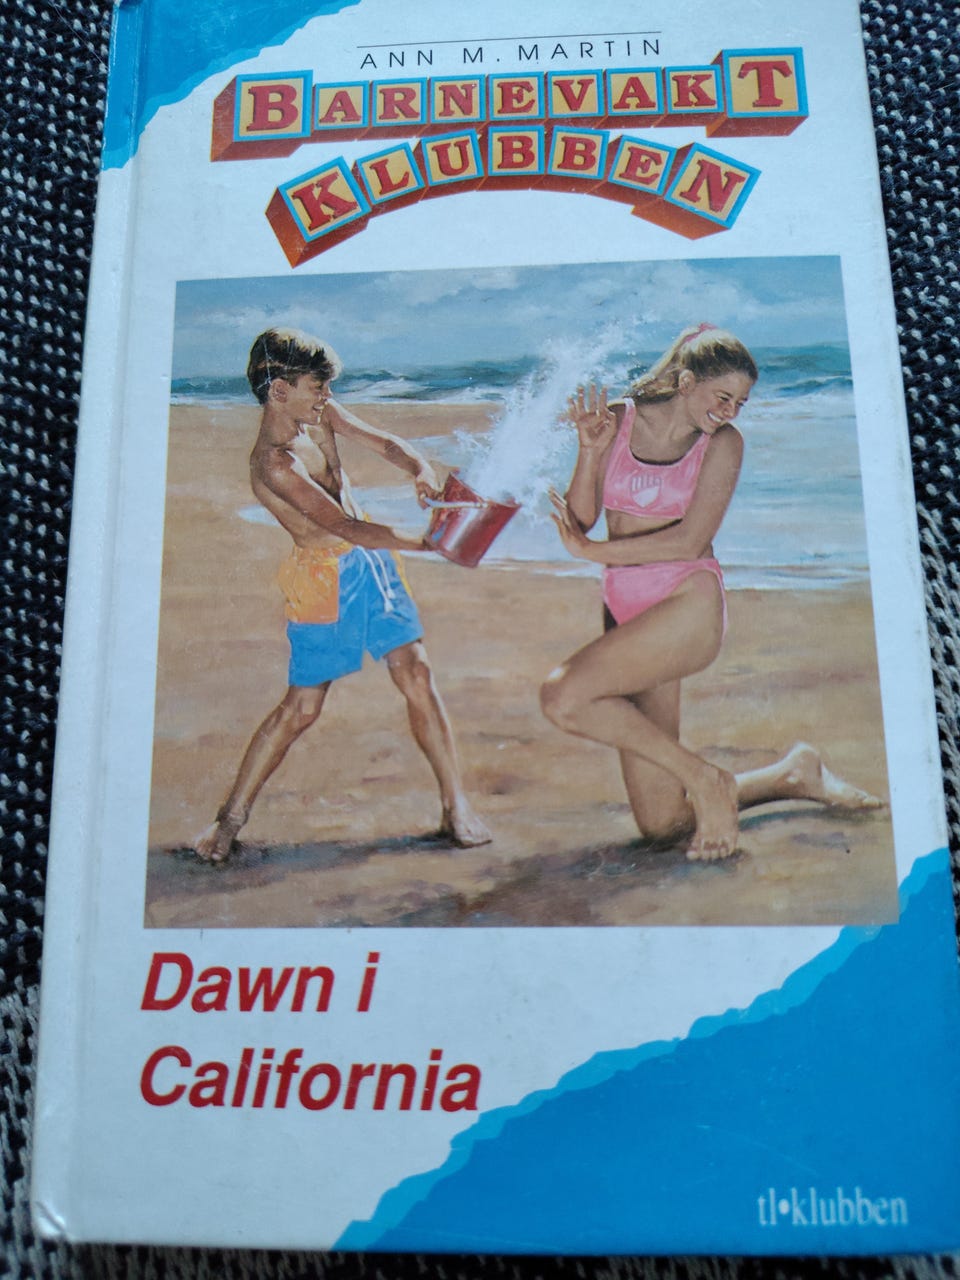 ANN M. MARTIN
BARNEVAKT
KLUBBEN
Dawn i
California
tl•klubben